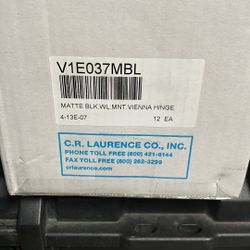 V1E037MBL
MATTE BLK.WL.MNT.VIENNA HINGE
4-13E-07 12 EA
C.R. LAURENCE CO., INC.
PHONE TOLL FREE (800) 421-6144
FAX TOLL FREE (800) 262-3299
crlaurence.com